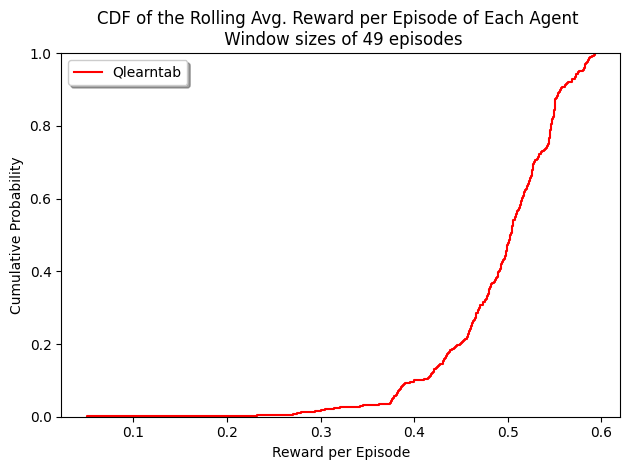 CDF of the Rolling Avg. Reward per Episode of Each Agent
Window sizes of 49 episodes
Qlearntab
1.0
0.8
0.6
0.4
0.2
0.0
Cumulative Probability
0.1 0.2 0.3 0.4 0.5 0.6
Reward per Episode